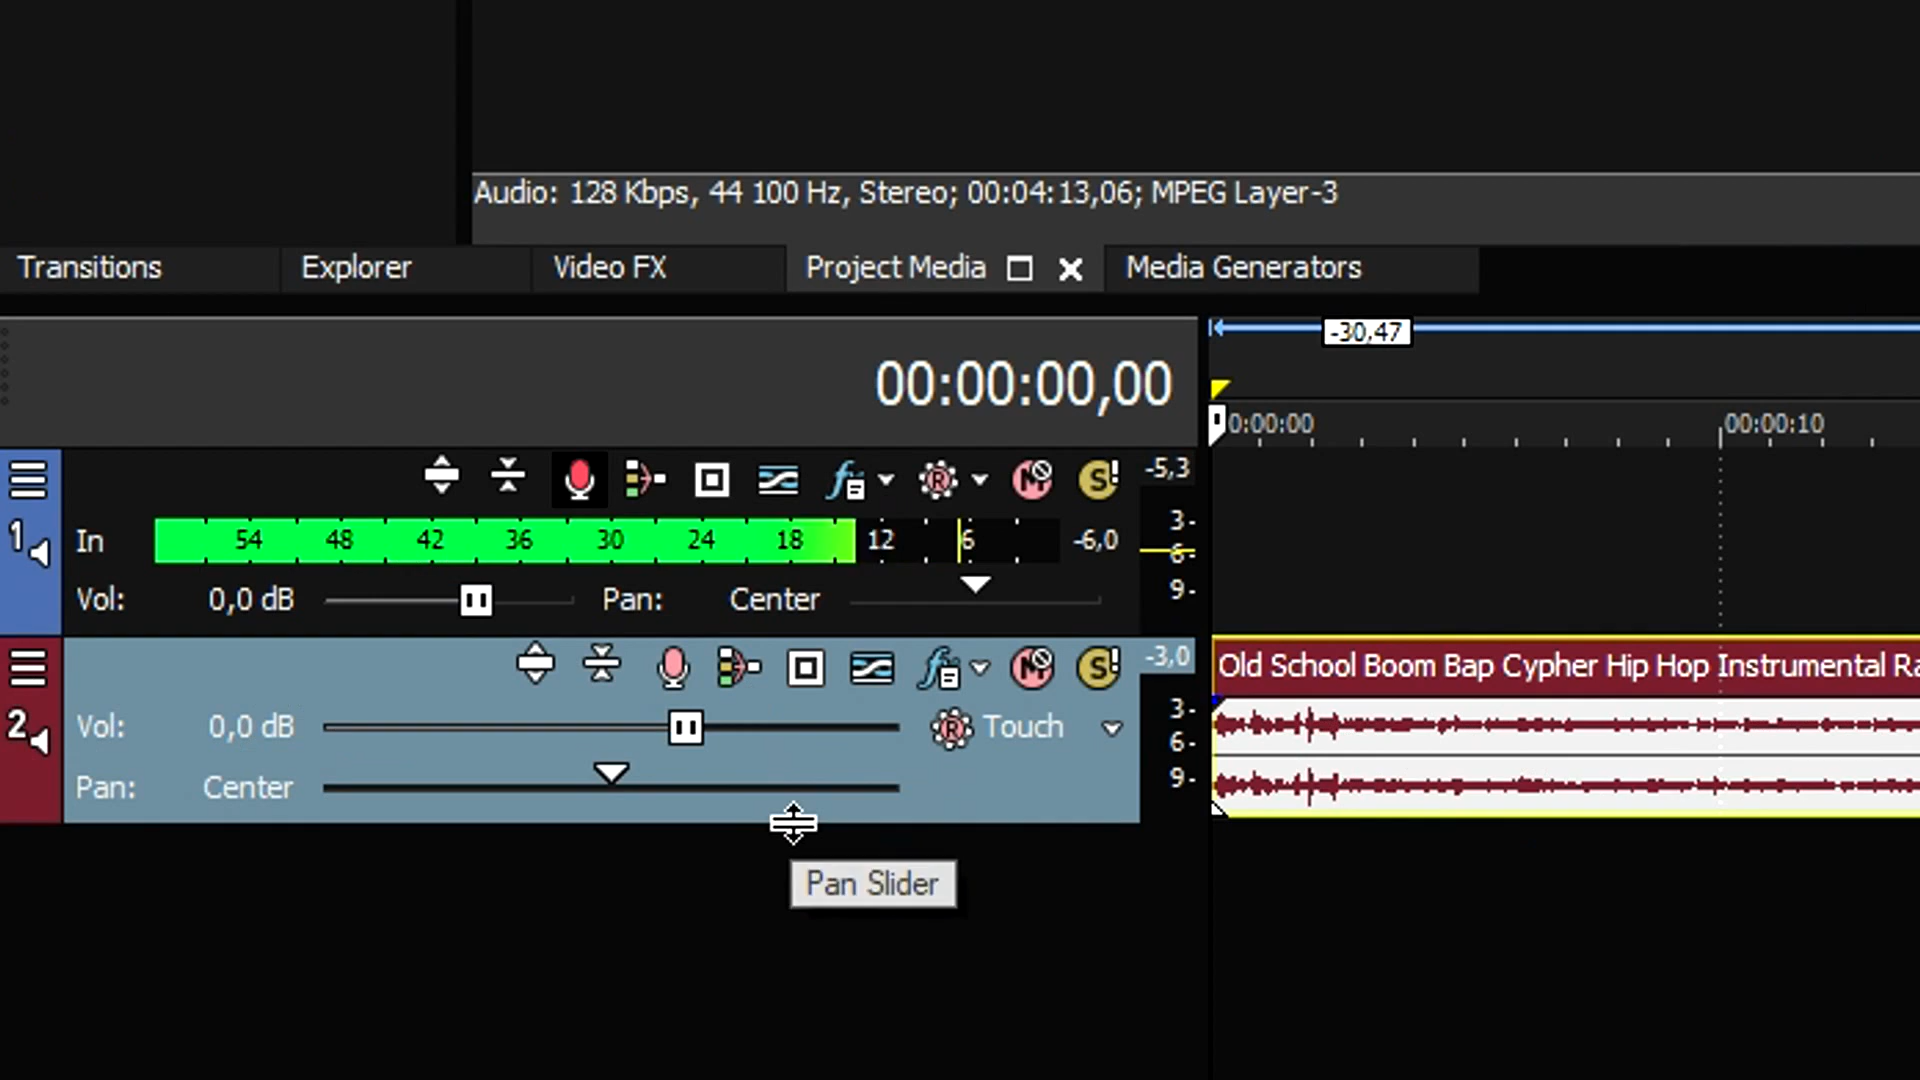 Audio: 128 Kbps, 44 100 Hz, Stereo; 00:04:13,06; MPEG Layer-3
Transitions Explorer Video FX Project Media Media Generators
-30,47
00:00:00,00
0:00:00 00:00:10
-5,3
1 In 54 48 42 36 30 24 18 12 6 -6,0
3-
6-
9-
Vol: 0,0 dB Pan: Center
-3,0
Old School Boom Bap Cypher Hip Hop Instrumental Ra
2 Vol: 0,0 dB Touch
3-
6-
9-
Pan: Center
Pan Slider